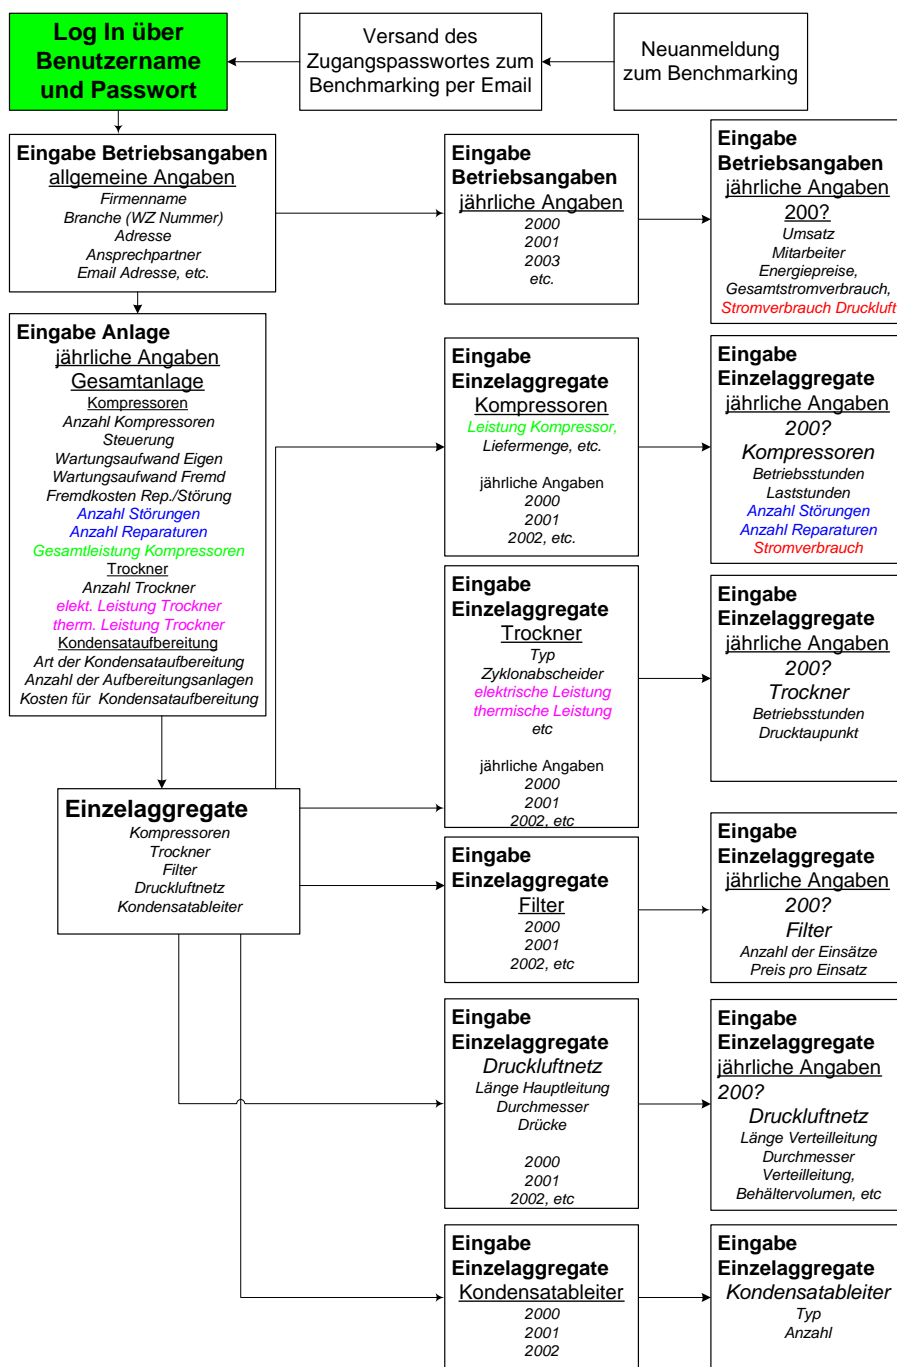 Log In über
Benutzername
und Passwort
Versand des
Zugangspasswortes zum
Benchmarking per Email
Neuanmeldung
zum Benchmarking
Eingabe Betriebsangaben
allgemeine Angaben
Firmenname
Branche (WZ Nummer)
Adresse
Ansprechpartner
Email Adresse, etc.
Eingabe
Betriebsangaben
jährliche Angaben
2000
2001
2003
etc.
Eingabe
Betriebsangaben
jährliche Angaben
200?
Umsatz
Mitarbeiter
Energiepreise,
Gesamtstromverbrauch,
Stromverbrauch Druckluft
Eingabe Anlage
jährliche Angaben
Gesamtanlage
Kompressoren
Anzahl Kompressoren
Steuerung
Wartungsaufwand Eigen
Wartungsaufwand Fremd
Fremdkosten Rep./Störung
Anzahl Störungen
Anzahl Reparaturen
Gesamtleistung Kompressoren
Trockner
Anzahl Trockner
elekt. Leistung Trockner
therm. Leistung Trockner
Kondensataufbereitung
Art der Kondensataufbereitung
Anzahl der Aufbereitungsanlagen
Kosten für  Kondensataufbereitung
Eingabe
Einzelaggregate
Kompressoren
Leistung Kompressor,
Liefermenge, etc.
jährliche Angaben
2000
2001
2002, etc.
Eingabe
Einzelaggregate
jährliche Angaben
200?
Kompressoren
Betriebsstunden
Laststunden
Anzahl Störungen
Anzahl Reparaturen
Stromverbrauch
Eingabe
Einzelaggregate
Trockner
Typ
Zyklonabscheider
elektrische Leistung
thermische Leistung
etc
jährliche Angaben
2000
2001
2002, etc
Eingabe
Einzelaggregate
jährliche Angaben
200?
Trockner
Betriebsstunden
Drucktaupunkt
Einzelaggregate
Kompressoren
Trockner
Filter
Druckluftnetz
Kondensatableiter
Eingabe
Einzelaggregate
Filter
2000
2001
2002, etc
Eingabe
Einzelaggregate
jährliche Angaben
200?
Filter
Anzahl der Einsätze
Preis pro Einsatz
Eingabe
Einzelaggregate
Druckluftnetz
Länge Hauptleitung
Durchmesser
Drücke
2000
2001
2002, etc
Eingabe
Einzelaggregate
jährliche Angaben
200?
Druckluftnetz
Länge Verteilleitung
Durchmesser
Verteilleitung,
Behältervolumen, etc
Eingabe
Einzelaggregate
Kondensatableiter
2000
2001
2002
Eingabe
Einzelaggregate
Kondensatableiter
Typ
Anzahl